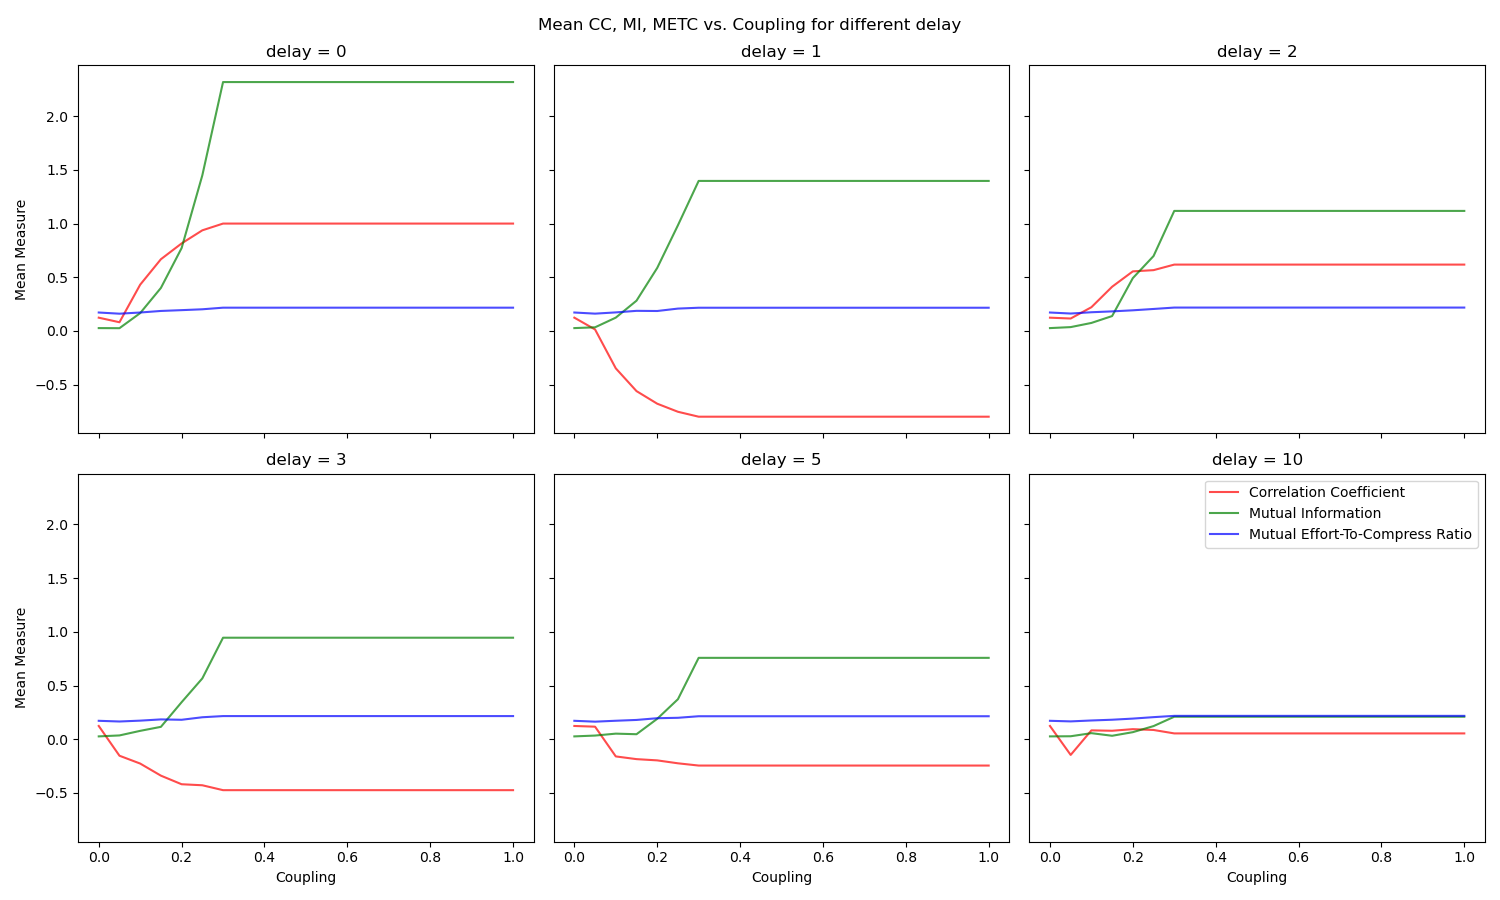 Mean CC, MI, METC vs. Coupling for different delay
delay = 0
delay = 1
delay = 2
2.0
1.5
1.0
0.5
0.0
−0.5
Mean Measure
delay = 3
delay = 5
delay = 10
Correlation Coefficient
Mutual Information
Mutual Effort-To-Compress Ratio
2.0
1.5
1.0
0.5
0.0
−0.5
Mean Measure
0.0 0.2 0.4 0.6 0.8 1.0
0.0 0.2 0.4 0.6 0.8 1.0
0.0 0.2 0.4 0.6 0.8 1.0
Coupling
Coupling
Coupling